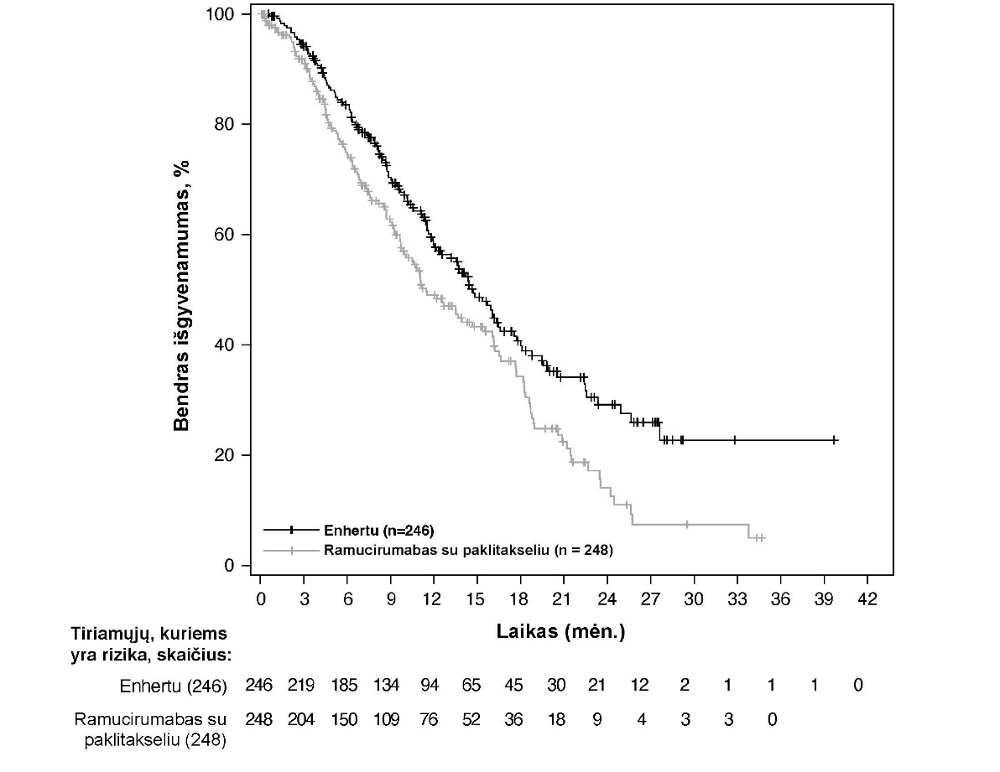 100
80
60
40
20
0
Bendras išgyvenamumas, %
Enhertu (n=246)
Ramucirumabas su paklitakseliu (n = 248)
0 3 6 9 12 15 18 21 24 27 30 33 36 39 42
Laikas (mėn.)
Tiriamųjų, kuriems
yra rizika, skaičius:
Enhertu (246) 246 219 185 134 94 65 45 30 21 12 2 1 1 1 0
Ramucirumabas su 248 204 150 109 76 52 36 18 9 4 3 3 0
paklitakseliu (248)